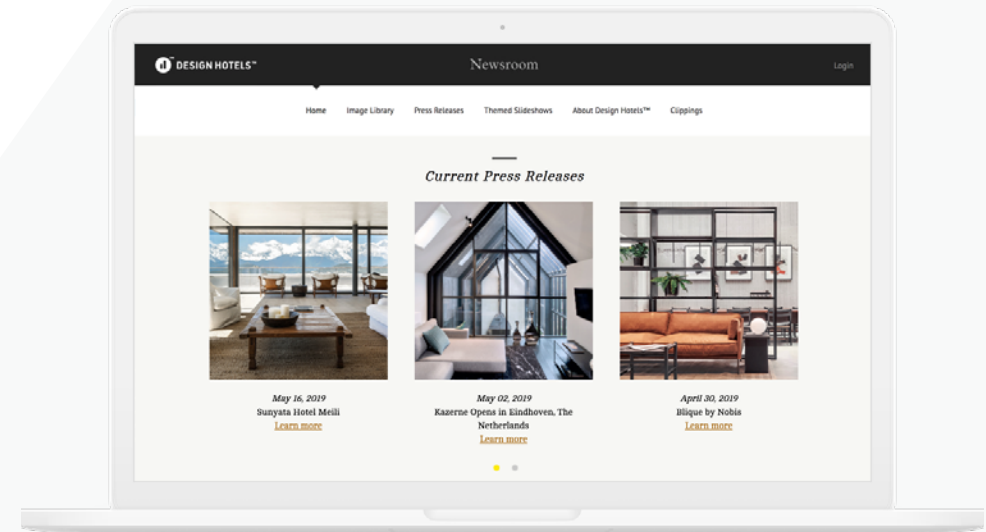 DESIGN HOTELS™
Newsroom
Login
Home
Image Library
Press Releases
Themed Slideshows
About Design Hotels™
Clippings
Current Press Releases
May 16, 2019
Sunyata Hotel Meili
Learn more
May 02, 2019
Kazerne Opens in Eindhoven, The
Netherlands
Learn more
April 30, 2019
Blique by Nobis
Learn more